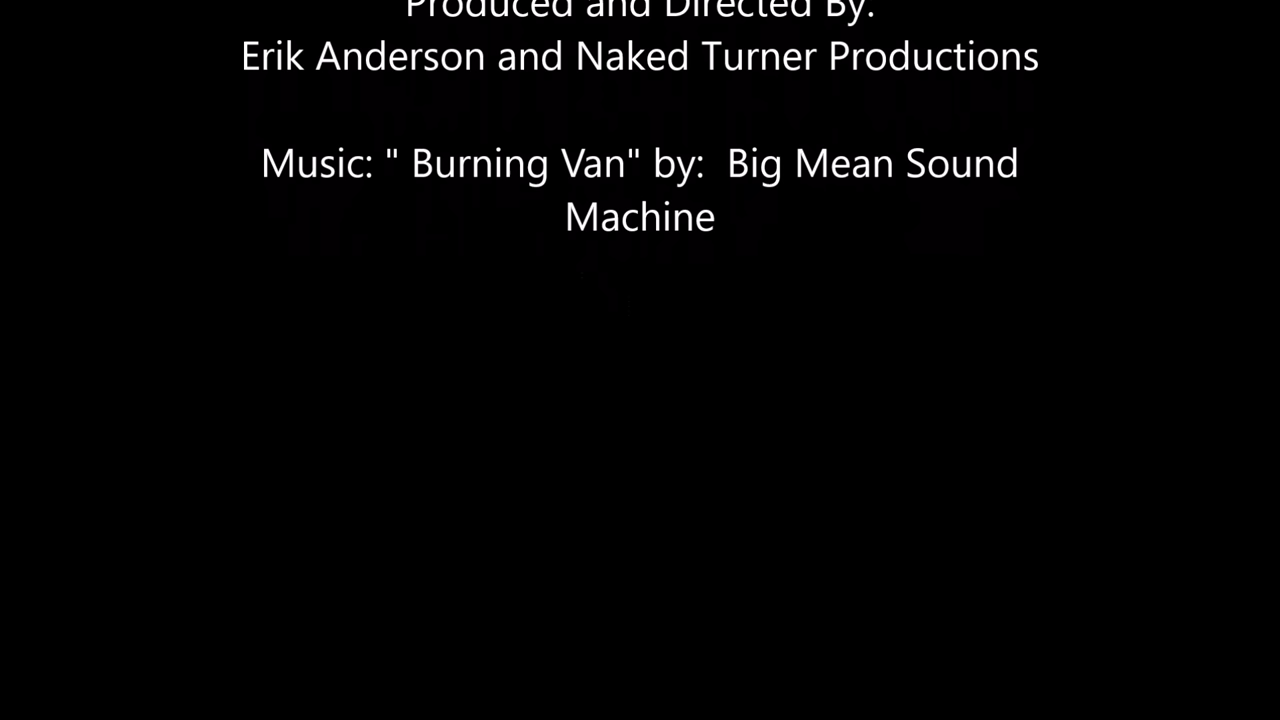 Produced and Directed By:
Erik Anderson and Naked Turner Productions
Music: " Burning Van" by:  Big Mean Sound
Machine